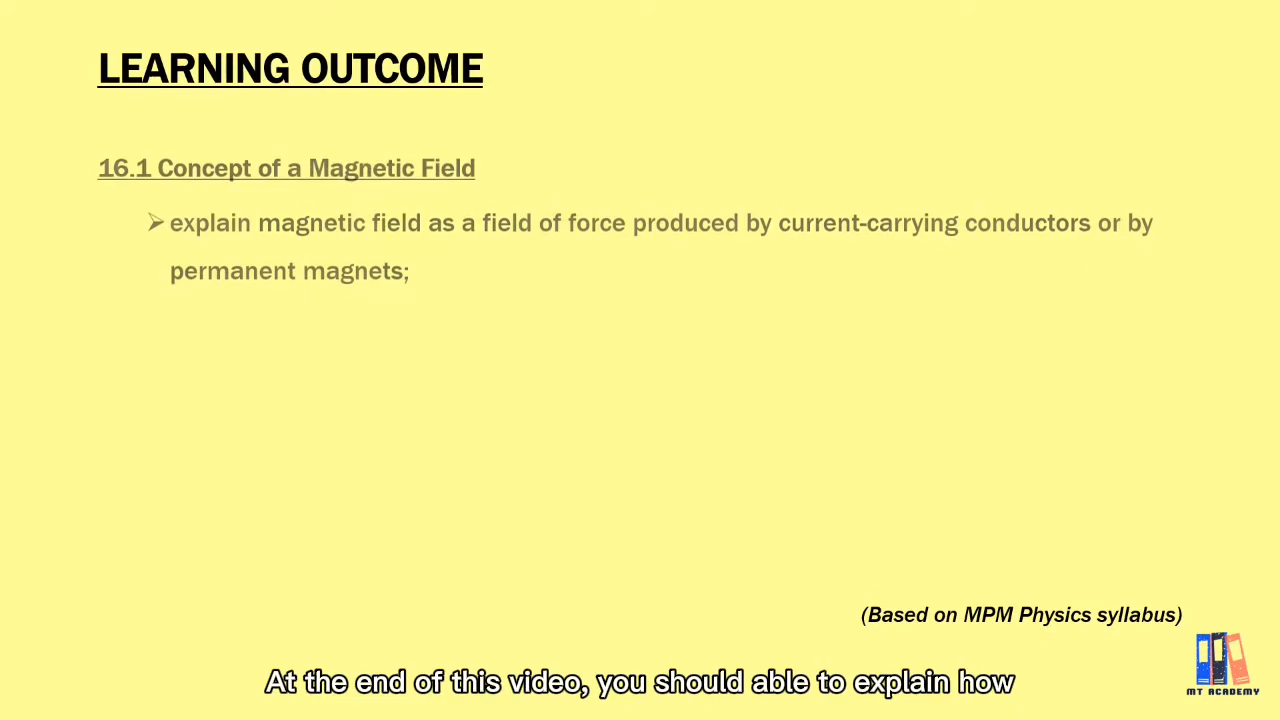 LEARNING OUTCOME
16.1 Concept of a Magnetic Field
➢ explain magnetic field as a field of force produced by current-carrying conductors or by
permanent magnets;
(Based on MPM Physics syllabus)
MT ACADEMY
At the end of this video, you should able to explain how